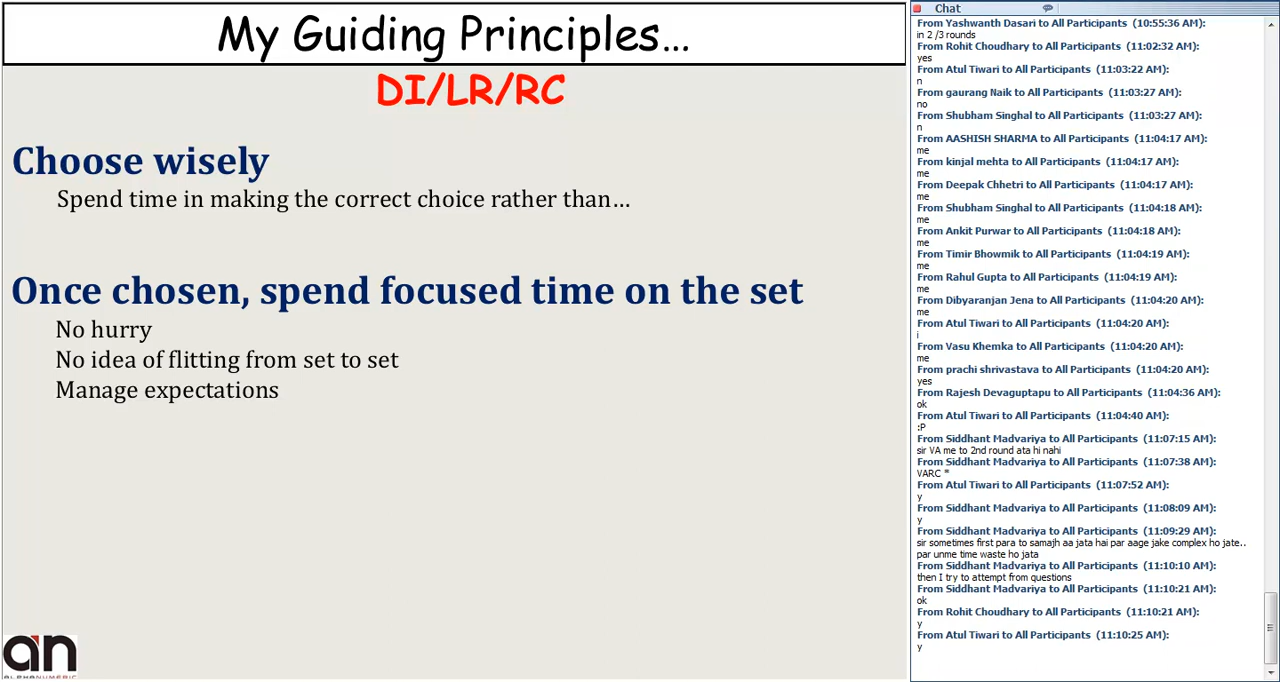 My Guiding Principles…
DI/LR/RC
Choose wisely
Spend time in making the correct choice rather than…
Once chosen, spend focused time on the set
No hurry
No idea of flitting from set to set
Manage expectations
an
ALPHANUMERIC
Chat
From Yashwanth Dasari to All Participants (10:55:36 AM):
in 2 /3 rounds
From Rohit Choudhary to All Participants (11:02:32 AM):
yes
From Atul Tiwari to All Participants (11:03:22 AM):
n
From gaurang Naik to All Participants (11:03:27 AM):
no
From Shubham Singhal to All Participants (11:03:27 AM):
n
From AASHISH SHARMA to All Participants (11:04:17 AM):
me
From kinjal mehta to All Participants (11:04:17 AM):
me
From Deepak Chhetri to All Participants (11:04:17 AM):
me
From Shubham Singhal to All Participants (11:04:18 AM):
me
From Ankit Purwar to All Participants (11:04:18 AM):
me
From Timir Bhowmik to All Participants (11:04:19 AM):
me
From Rahul Gupta to All Participants (11:04:19 AM):
me
From Dibyaranjan Jena to All Participants (11:04:20 AM):
me
From Atul Tiwari to All Participants (11:04:20 AM):
i
From Vasu Khemka to All Participants (11:04:20 AM):
me
From prachi shrivastava to All Participants (11:04:20 AM):
yes
From Rajesh Devaguptapu to All Participants (11:04:36 AM):
ok
From Atul Tiwari to All Participants (11:04:40 AM):
:P
From Siddhant Madvariya to All Participants (11:07:15 AM):
sir VA me to 2nd round ata hi nahi
From Siddhant Madvariya to All Participants (11:07:38 AM):
VARC *
From Atul Tiwari to All Participants (11:07:52 AM):
y
From Siddhant Madvariya to All Participants (11:08:09 AM):
y
From Siddhant Madvariya to All Participants (11:09:29 AM):
sir sometimes first para to samajh aa jata hai par aage jake complex ho jate..
par unme time waste ho jata
From Siddhant Madvariya to All Participants (11:10:10 AM):
then I try to attempt from questions
From Siddhant Madvariya to All Participants (11:10:21 AM):
ok
From Rohit Choudhary to All Participants (11:10:21 AM):
y
From Atul Tiwari to All Participants (11:10:25 AM):
y